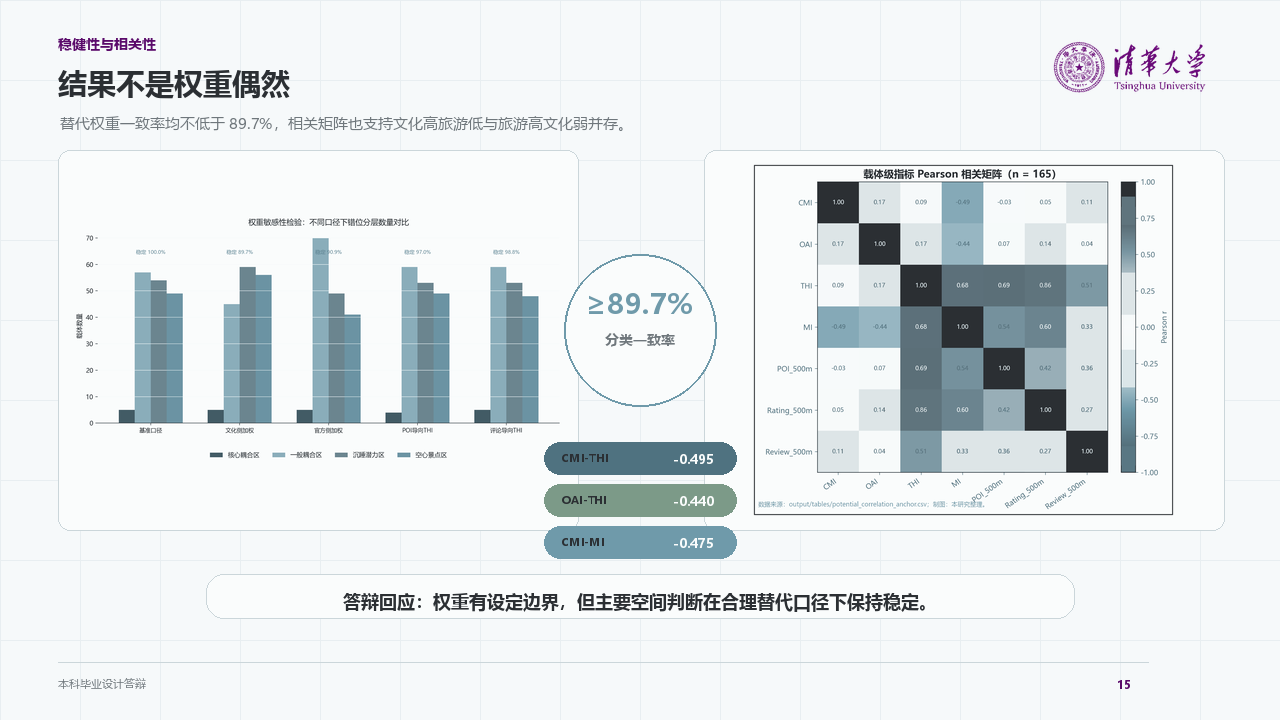 稳健性与相关性
结果不是权重偶然
替代权重一致率均不低于 89.7%，相关矩阵也支持文化高旅游低与旅游高文化弱并存。
清华大学
Tsinghua University
权重敏感性检验：不同口径下错位分层数量对比
载体数量
70
60
50
40
30
20
10
0
稳定 100.0%
稳定 89.7%
稳定 90.9%
稳定 97.0%
稳定 98.8%
基准口径
文化侧加权
官方侧加权
POI导向THI
评论导向THI
核心耦合区
一般耦合区
沉睡潜力区
空心景点区
≥89.7%
分类一致率
CMI-THI -0.495
OAI-THI -0.440
CMI-MI -0.475
载体级指标 Pearson 相关矩阵（n = 165）
CMI 1.00 0.17 0.09 -0.49 -0.03 0.05 0.11
OAI 0.17 1.00 0.17 -0.44 0.07 0.14 0.04
THI 0.09 0.17 1.00 0.68 0.69 0.86 0.51
MI -0.49 -0.44 0.68 1.00 0.54 0.60 0.33
POI_500m -0.03 0.07 0.69 0.54 1.00 0.42 0.36
Rating_500m 0.05 0.14 0.86 0.60 0.42 1.00 0.27
Review_500m 0.11 0.04 0.51 0.33 0.36 0.27 1.00
CMI
OAI
THI
MI
POI_500m
Rating_500m
Review_500m
1.00
0.75
0.50
0.25
0.00
-0.25
-0.50
-0.75
-1.00
Pearson r
数据来源：output/tables/potential_correlation_anchor.csv；制图：本研究整理。
答辩回应：权重有设定边界，但主要空间判断在合理替代口径下保持稳定。
本科毕业设计答辩
15